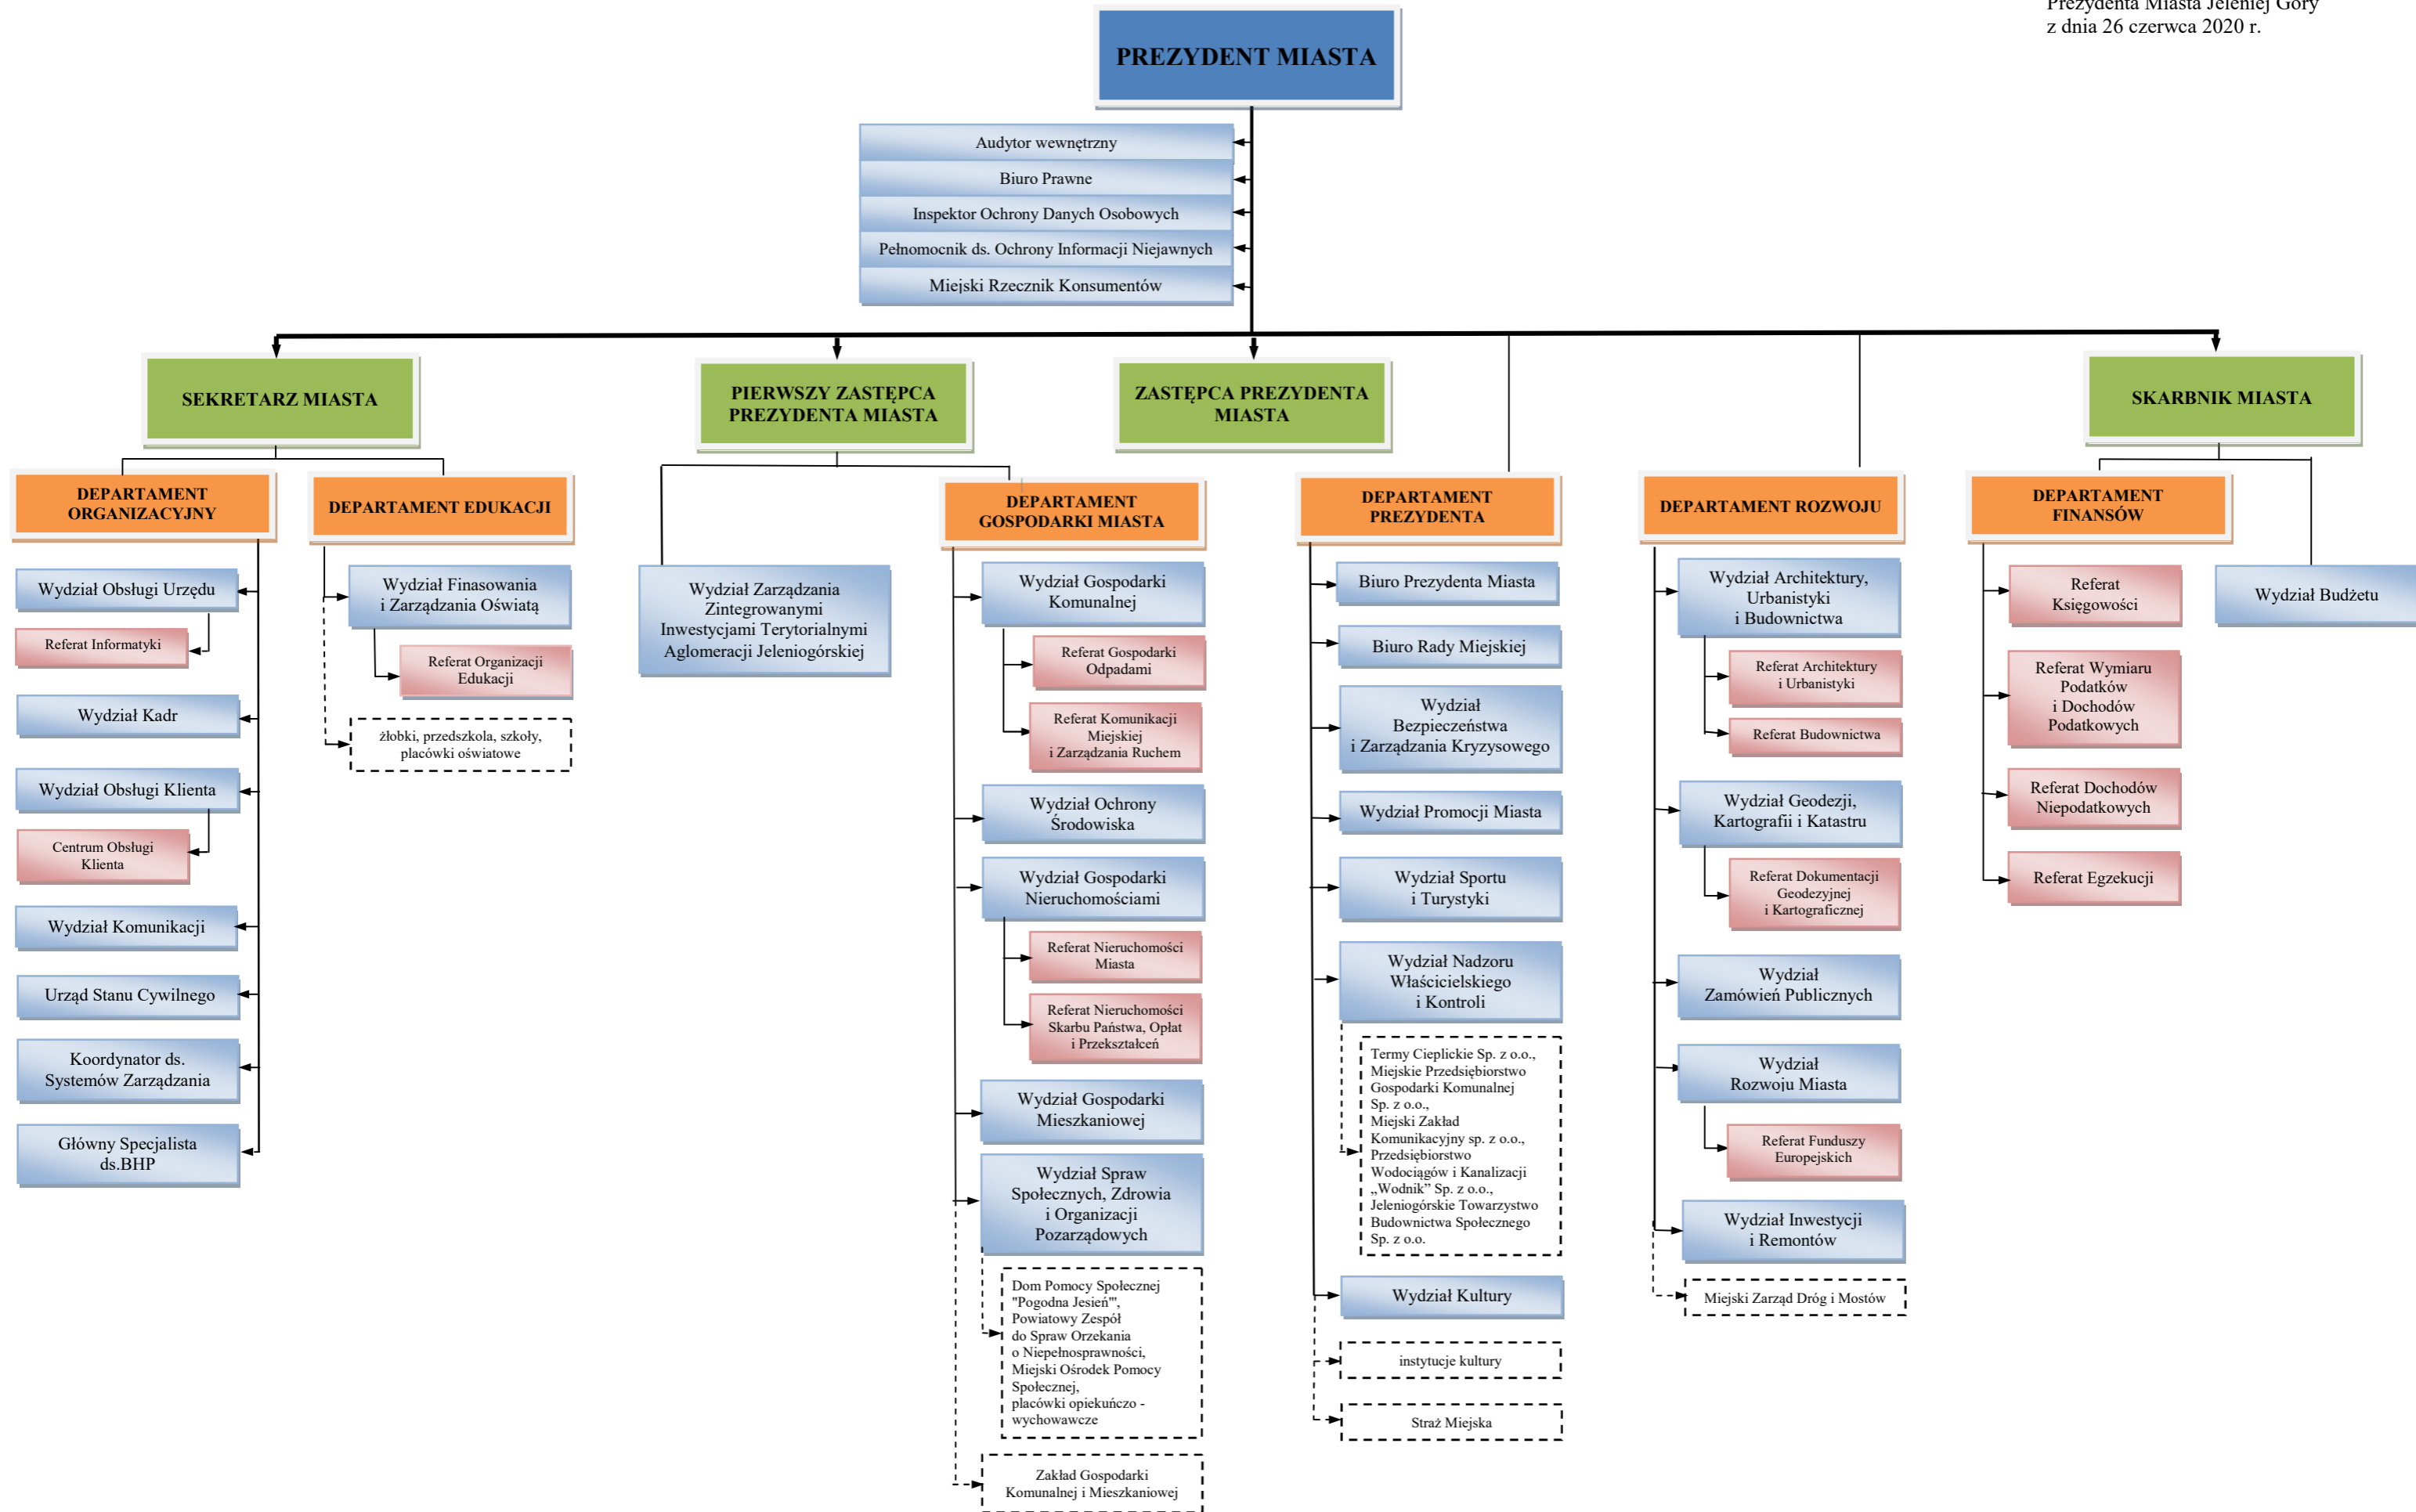 Prezydenta Miasta Jeleniej Góry
z dnia 26 czerwca 2020 r.
PREZYDENT MIASTA
Audytor wewnętrzny
Biuro Prawne
Inspektor Ochrony Danych Osobowych
Pełnomocnik ds. Ochrony Informacji Niejawnych
Miejski Rzecznik Konsumentów
SEKRETARZ MIASTA
PIERWSZY ZASTĘPCA
PREZYDENTA MIASTA
ZASTĘPCA PREZYDENTA
MIASTA
SKARBNIK MIASTA
DEPARTAMENT
ORGANIZACYJNY
Wydział Obsługi Urzędu
Referat Informatyki
Wydział Kadr
Wydział Obsługi Klienta
Centrum Obsługi
Klienta
Wydział Komunikacji
Urząd Stanu Cywilnego
Koordynator ds.
Systemów Zarządzania
Główny Specjalista
ds.BHP
DEPARTAMENT EDUKACJI
Wydział Finasowania
i Zarządzania Oświatą
Referat Organizacji
Edukacji
żłobki, przedszkola, szkoły,
placówki oświatowe
Wydział Zarządzania
Zintegrowanymi
Inwestycjami Terytorialnymi
Aglomeracji Jeleniogórskiej
DEPARTAMENT
GOSPODARKI MIASTA
Wydział Gospodarki
Komunalnej
Referat Gospodarki
Odpadami
Referat Komunikacji
Miejskiej
i Zarządzania Ruchem
Wydział Ochrony
Środowiska
Wydział Gospodarki
Nieruchomościami
Referat Nieruchomości
Miasta
Referat Nieruchomości
Skarbu Państwa, Opłat
i Przekształceń
Wydział Gospodarki
Mieszkaniowej
Wydział Spraw
Społecznych, Zdrowia
i Organizacji
Pozarządowych
Dom Pomocy Społecznej
"Pogodna Jesień'",
Powiatowy Zespół
do Spraw Orzekania
o Niepełnosprawności,
Miejski Ośrodek Pomocy
Społecznej,
placówki opiekuńczo -
wychowawcze
Zakład Gospodarki
Komunalnej i Mieszkaniowej
DEPARTAMENT
PREZYDENTA
Biuro Prezydenta Miasta
Biuro Rady Miejskiej
Wydział
Bezpieczeństwa
i Zarządzania Kryzysowego
Wydział Promocji Miasta
Wydział Sportu
i Turystyki
Wydział Nadzoru
Właścicielskiego
i Kontroli
Termy Cieplickie Sp. z o.o.,
Miejskie Przedsiębiorstwo
Gospodarki Komunalnej
Sp. z o.o.,
Miejski Zakład
Komunikacyjny sp. z o.o.,
Przedsiębiorstwo
Wodociągów i Kanalizacji
„Wodnik” Sp. z o.o.,
Jeleniogórskie Towarzystwo
Budownictwa Społecznego
Sp. z o.o.
Wydział Kultury
instytucje kultury
Straż Miejska
DEPARTAMENT ROZWOJU
Wydział Architektury,
Urbanistyki
i Budownictwa
Referat Architektury
i Urbanistyki
Referat Budownictwa
Wydział Geodezji,
Kartografii i Katastru
Referat Dokumentacji
Geodezyjnej
i Kartograficznej
Wydział
Zamówień Publicznych
Wydział
Rozwoju Miasta
Referat Funduszy
Europejskich
Wydział Inwestycji
i Remontów
Miejski Zarząd Dróg i Mostów
DEPARTAMENT
FINANSÓW
Referat
Księgowości
Referat Wymiaru
Podatków
i Dochodów
Podatkowych
Referat Dochodów
Niepodatkowych
Referat Egzekucji
Wydział Budżetu